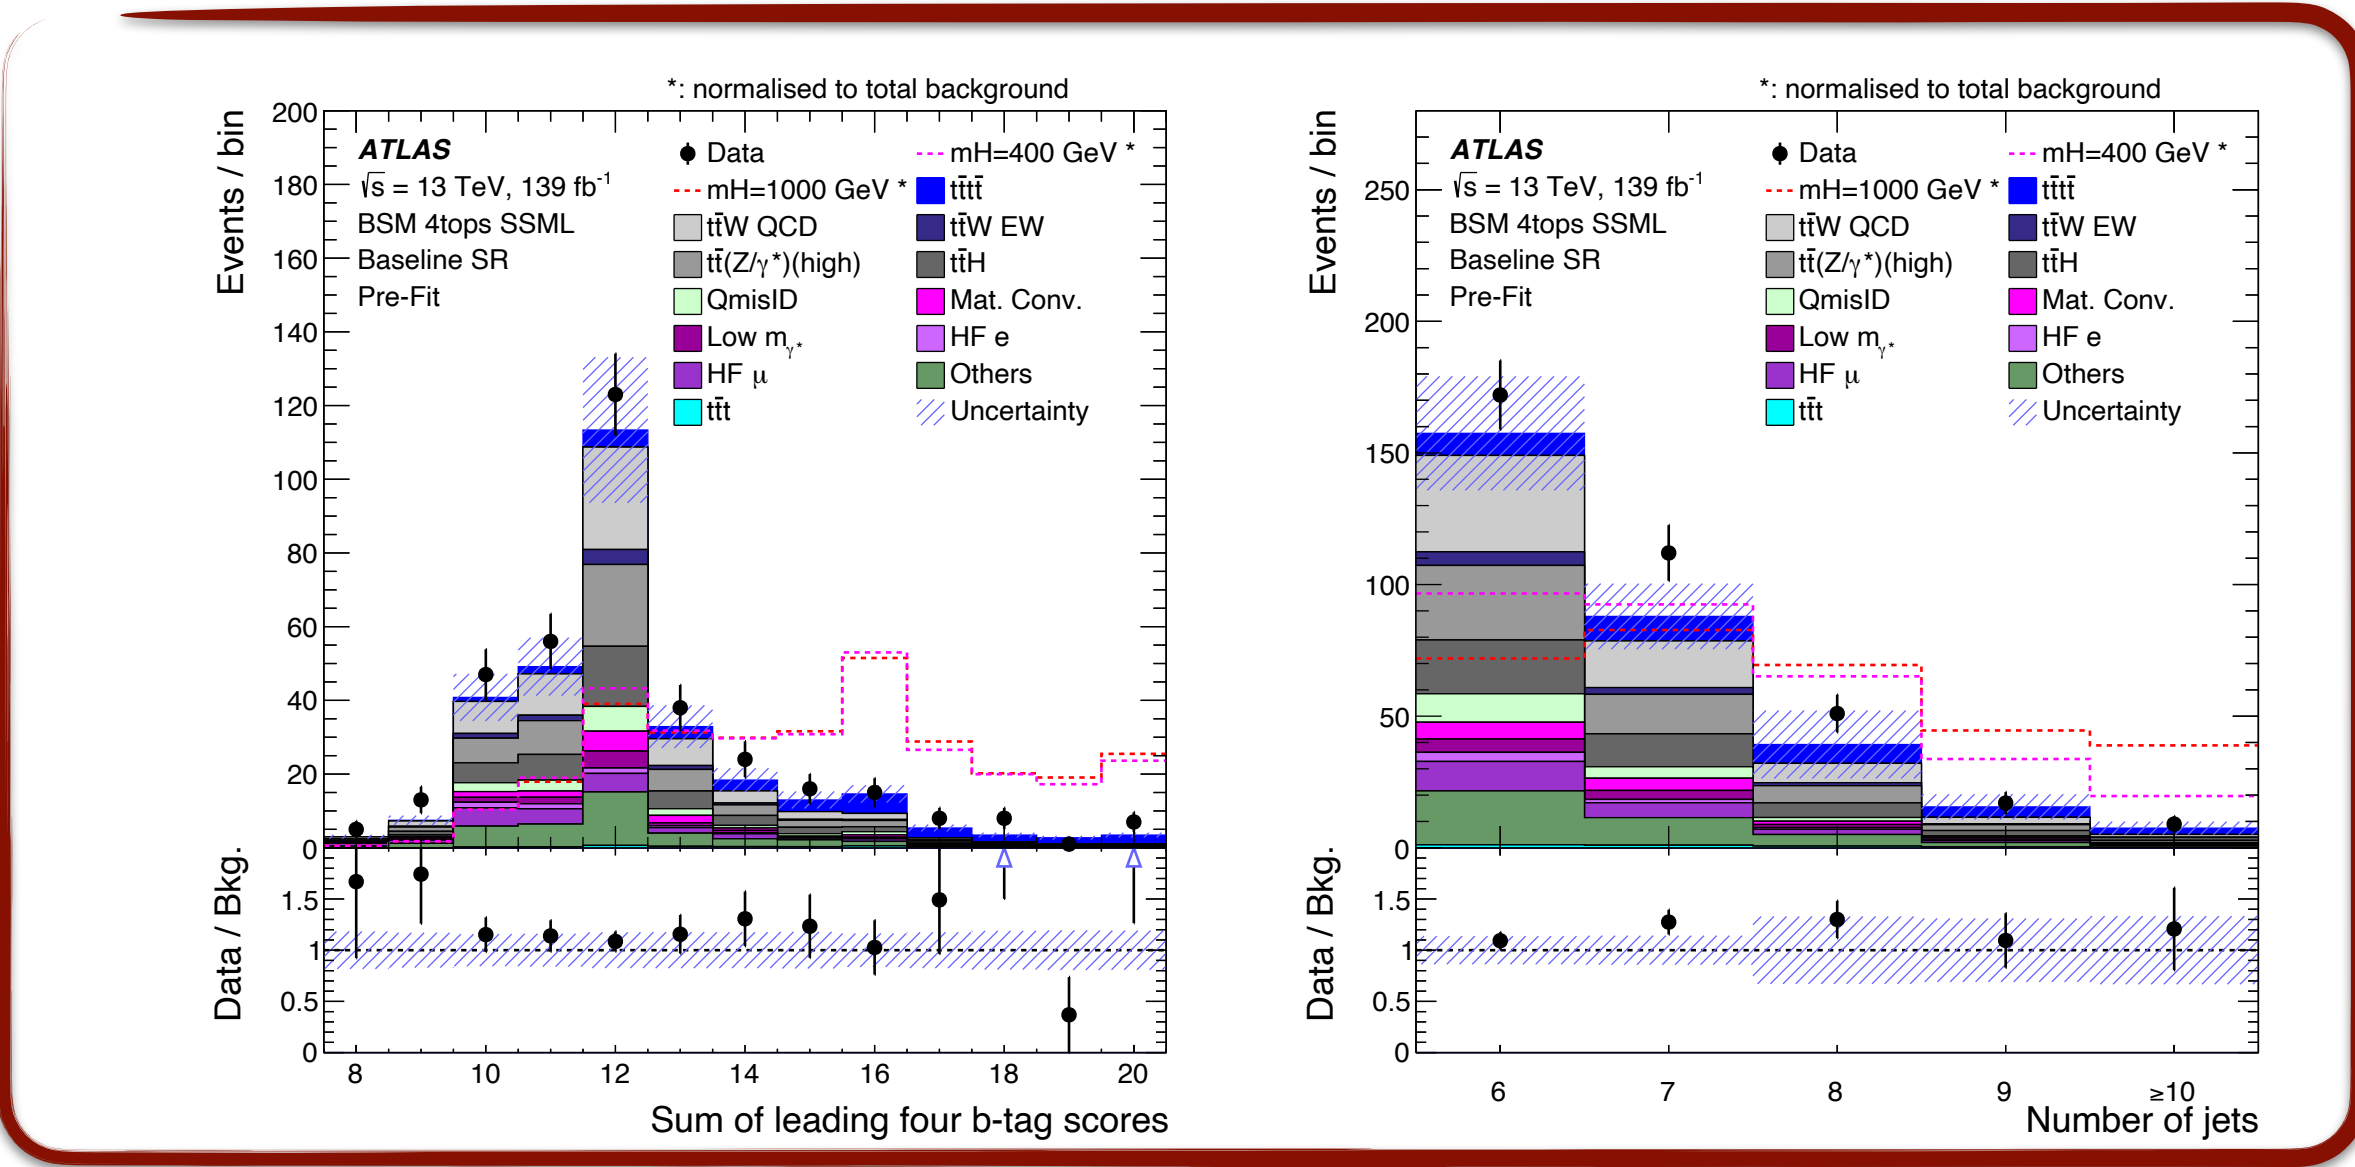 *: normalised to total background
Events / bin
200
180
160
140
120
100
80
60
40
20
0
ATLAS
√s = 13 TeV, 139 fb⁻¹
BSM 4tops SSML
Baseline SR
Pre-Fit
Data
mH=400 GeV *
mH=1000 GeV *
tt̄tt̄
tt̄W QCD
tt̄W EW
tt̄(Z/γ*)(high)
tt̄H
QmisID
Mat. Conv.
Low mγ*
HF e
HF μ
Others
tt̄t
Uncertainty
Data / Bkg.
1.5
1
0.5
0
8 10 12 14 16 18 20
Sum of leading four b-tag scores
*: normalised to total background
Events / bin
250
200
150
100
50
0
ATLAS
√s = 13 TeV, 139 fb⁻¹
BSM 4tops SSML
Baseline SR
Pre-Fit
Data
mH=400 GeV *
mH=1000 GeV *
tt̄tt̄
tt̄W QCD
tt̄W EW
tt̄(Z/γ*)(high)
tt̄H
QmisID
Mat. Conv.
Low mγ*
HF e
HF μ
Others
tt̄t
Uncertainty
Data / Bkg.
1.5
1
0.5
0
6 7 8 9 ≥10
Number of jets